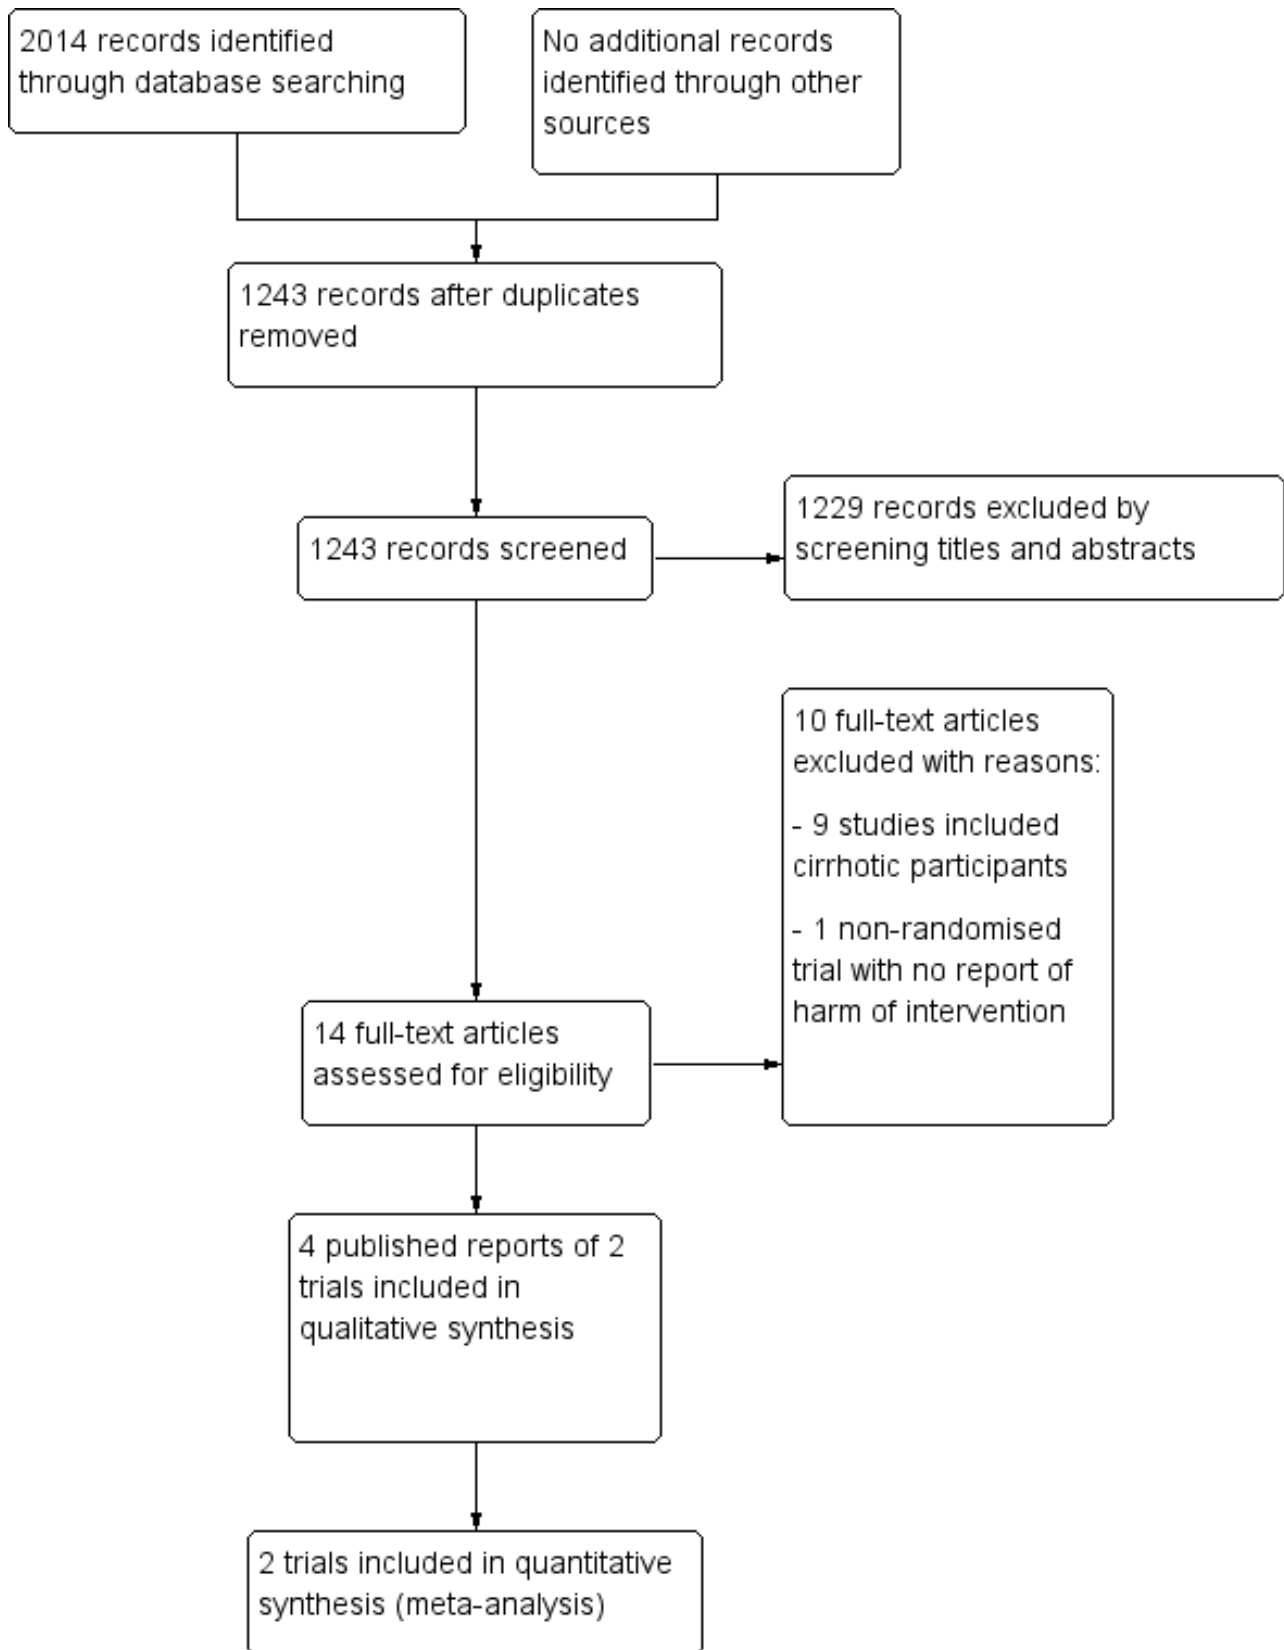 2014 records identified
through database searching
No additional records
identified through other
sources
1243 records after duplicates
removed
1243 records screened
1229 records excluded by
screening titles and abstracts
10 full-text articles
excluded with reasons:
- 9 studies included
cirrhotic participants
- 1 non-randomised
trial with no report of
harm of intervention
14 full-text articles
assessed for eligibility
4 published reports of 2
trials included in
qualitative synthesis
2 trials included in quantitative
synthesis (meta-analysis)